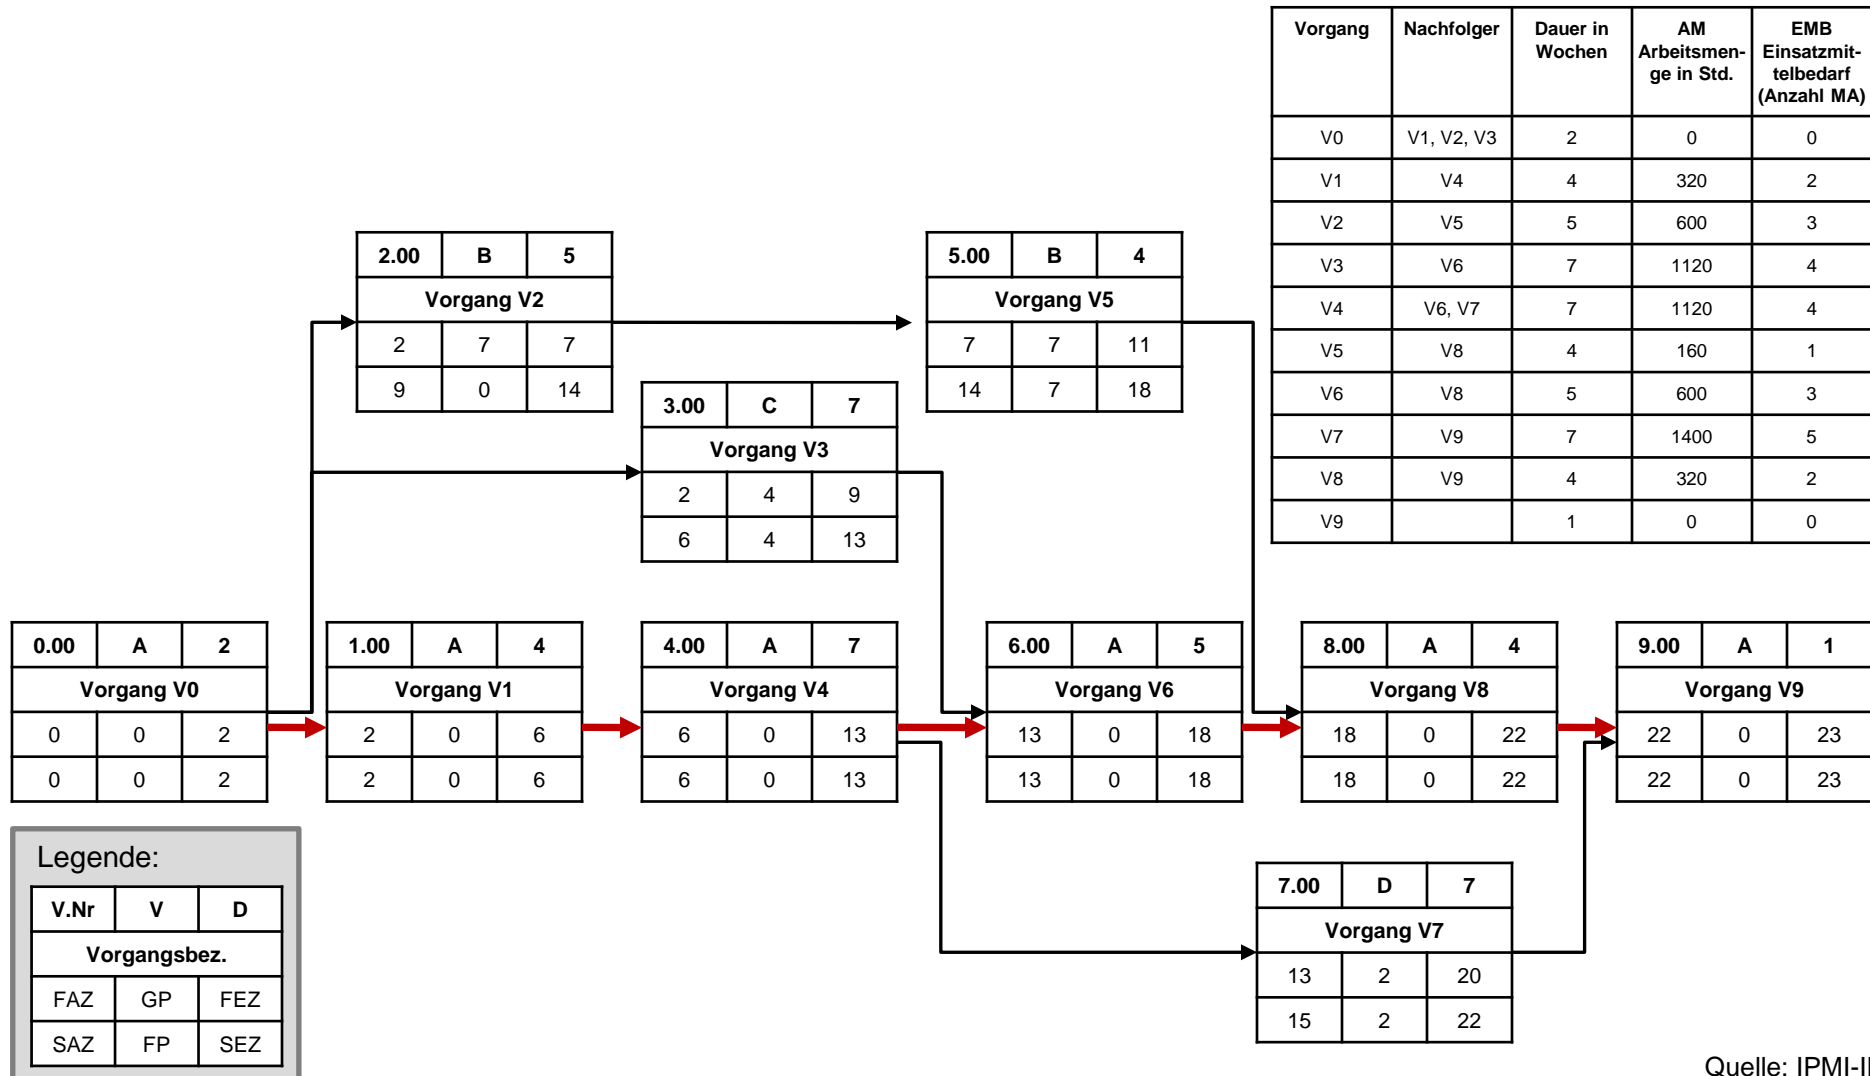 Vorgang Nachfolger Dauer in Wochen AM Arbeitsmen- ge in Std. EMB Einsatzmit- telbedarf (Anzahl MA)
V0 V1, V2, V3 2 0 0
V1 V4 4 320 2
V2 V5 5 600 3
V3 V6 7 1120 4
V4 V6, V7 7 1120 4
V5 V8 4 160 1
V6 V8 5 600 3
V7 V9 7 1400 5
V8 V9 4 320 2
V9 1 0 0
2.00 B 5
Vorgang V2
2 7 7
9 0 14
5.00 B 4
Vorgang V5
7 7 11
14 7 18
3.00 C 7
Vorgang V3
2 4 9
6 4 13
0.00 A 2
Vorgang V0
0 0 2
0 0 2
1.00 A 4
Vorgang V1
2 0 6
2 0 6
4.00 A 7
Vorgang V4
6 0 13
6 0 13
6.00 A 5
Vorgang V6
13 0 18
13 0 18
8.00 A 4
Vorgang V8
18 0 22
18 0 22
9.00 A 1
Vorgang V9
22 0 23
22 0 23
7.00 D 7
Vorgang V7
13 2 20
15 2 22
Legende:
V.Nr V D
Vorgangsbez.
FAZ GP FEZ
SAZ FP SEZ
Quelle: